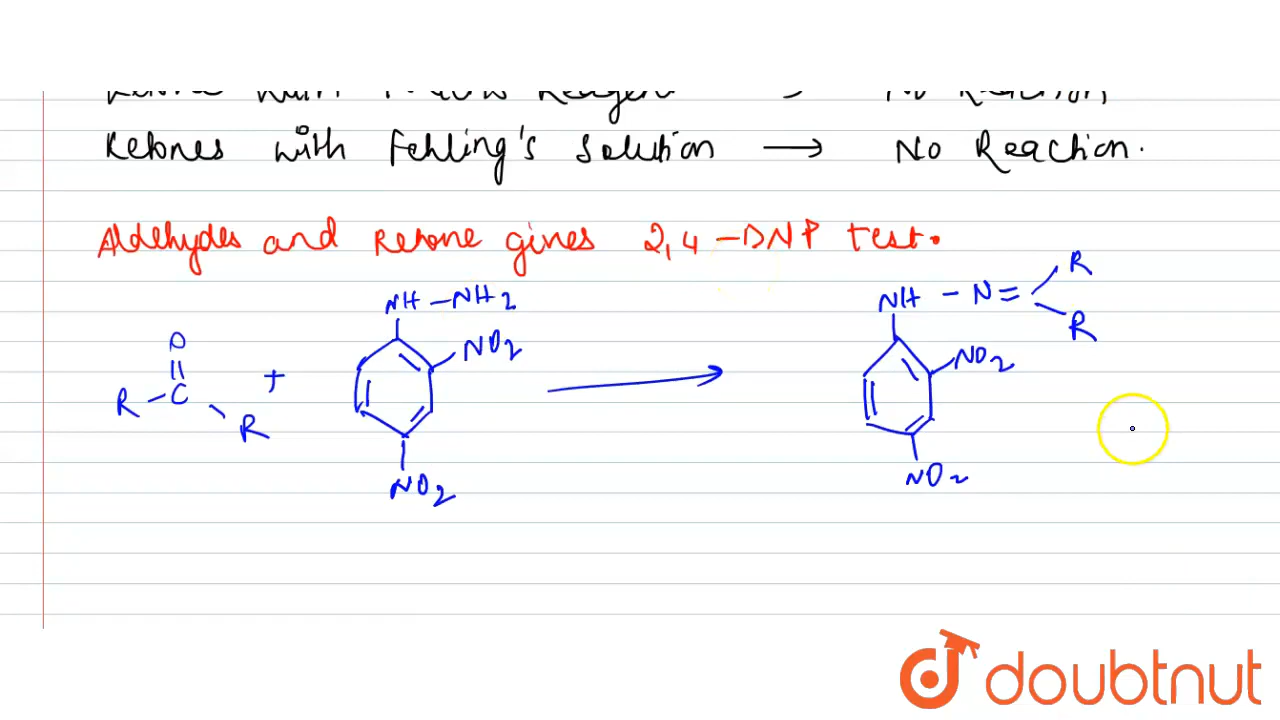 Ketones with Fehling's Solution → No Reaction.
Aldehydes and Ketone gives 2,4-DNP test.
NH-NH2
NO2
O
R-C
R
+
NO2
NH-N=
R
R
NO2
NO2
doubtnut